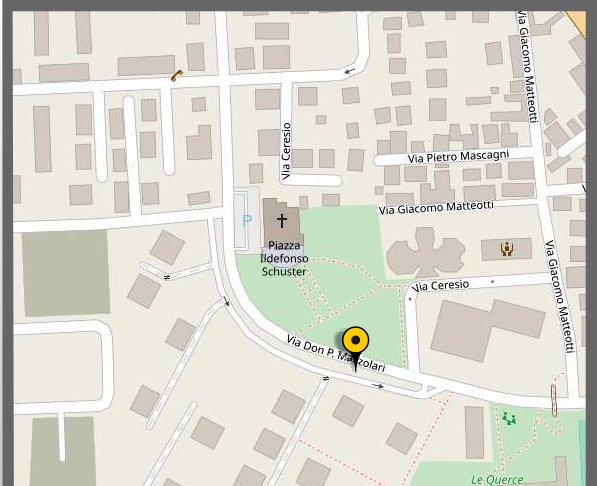 Via Giacomo Matteotti
Via Ceresio
Via Pietro Mascagni
Via Giacomo Matteotti
P
Piazza
Ildefonso
Schuster
Via Giacomo Matteotti
Via Ceresio
Via Don P. Mazzolari
Le Querce